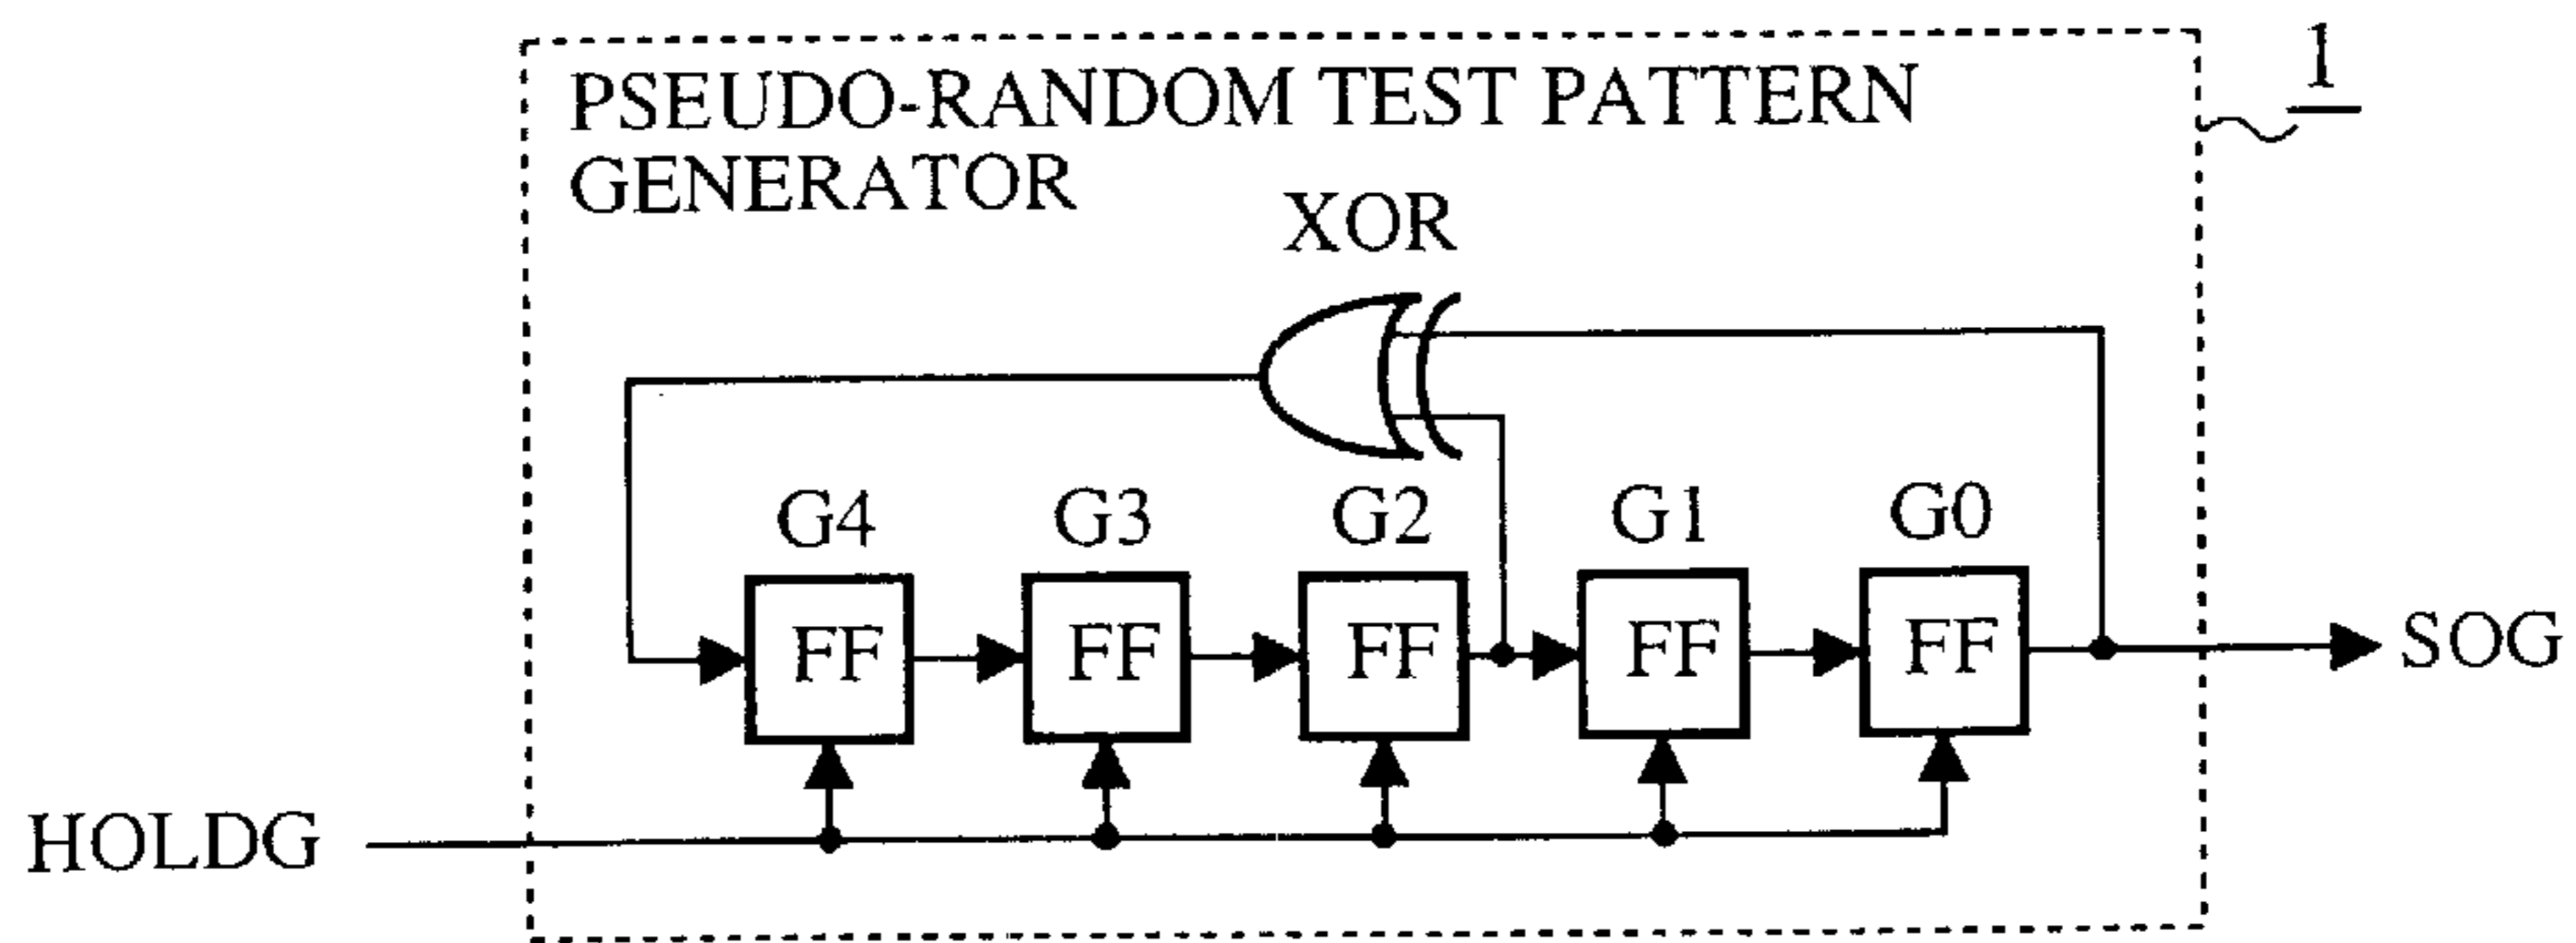 1
PSEUDO-RANDOM TEST PATTERN
GENERATOR
XOR
G4 G3 G2 G1 G0
FF FF FF FF FF
SOG
HOLDG